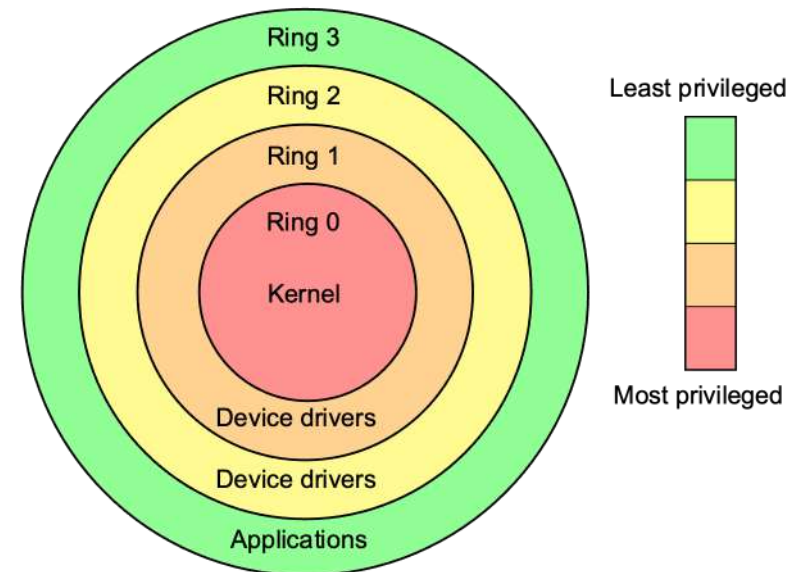 Ring 3
Ring 2
Ring 1
Ring 0
Kernel
Device drivers
Device drivers
Applications
Least privileged
Most privileged